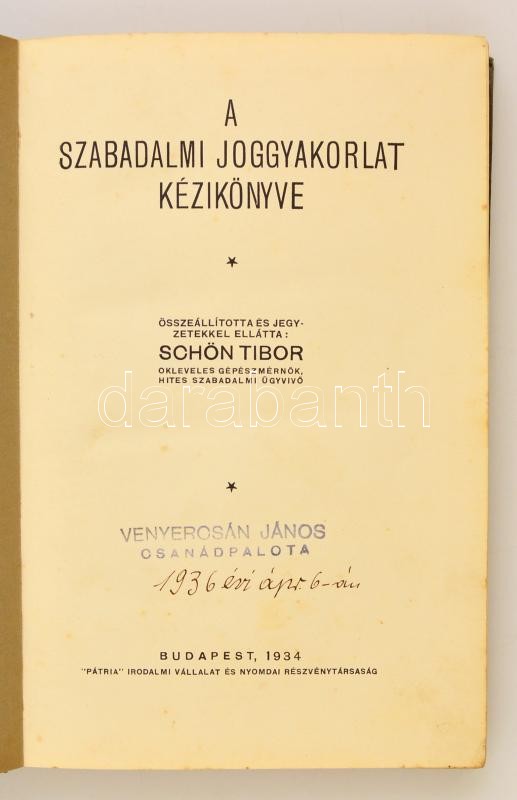 A
SZABADALMI JOGGYAKORLAT
KÉZIKÖNYVE
ÖSSZEÁLLÍTOTTA ÉS JEGY-
ZETEKKEL ELLÁTTA:
SCHÖN TIBOR
OKLEVELES GÉPÉSZMÉRNÖK,
HITES SZABADALMI ÜGYVIVŐ
darabanth
VENYERCSÁN JÁNOS
CSANÁDPALOTA
1936 évi ápr. 6-án
BUDAPEST, 1934
"PÁTRIA" IRODALMI VÁLLALAT ÉS NYOMDAI RÉSZVÉNYTÁRSASÁG